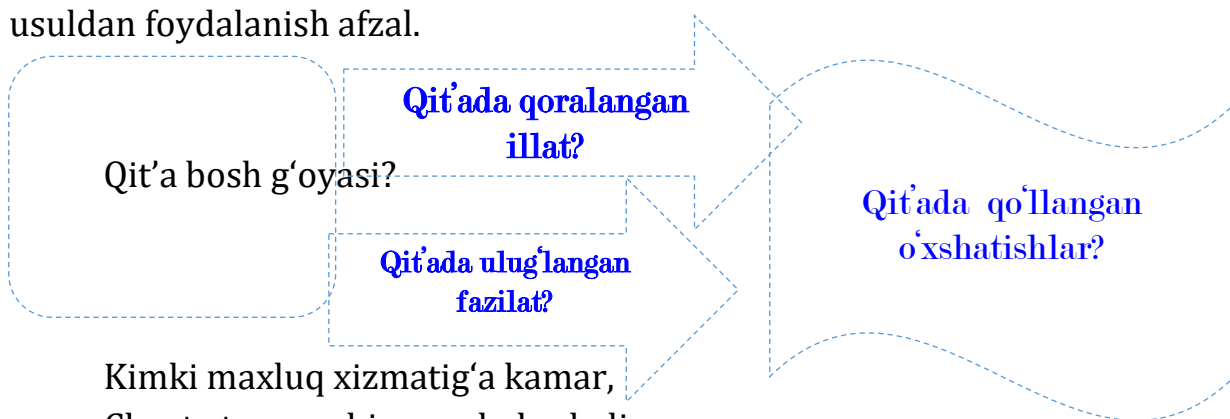 usuldan foydalanish afzal.
Qit’a bosh g‘oyasi?
Qit’ada qoralangan
illat?
Qit’ada ulug‘langan
fazilat?
Qit’ada qo‘llangan
o‘xshatishlar?
Kimki maxluq xizmatig‘a kamar,